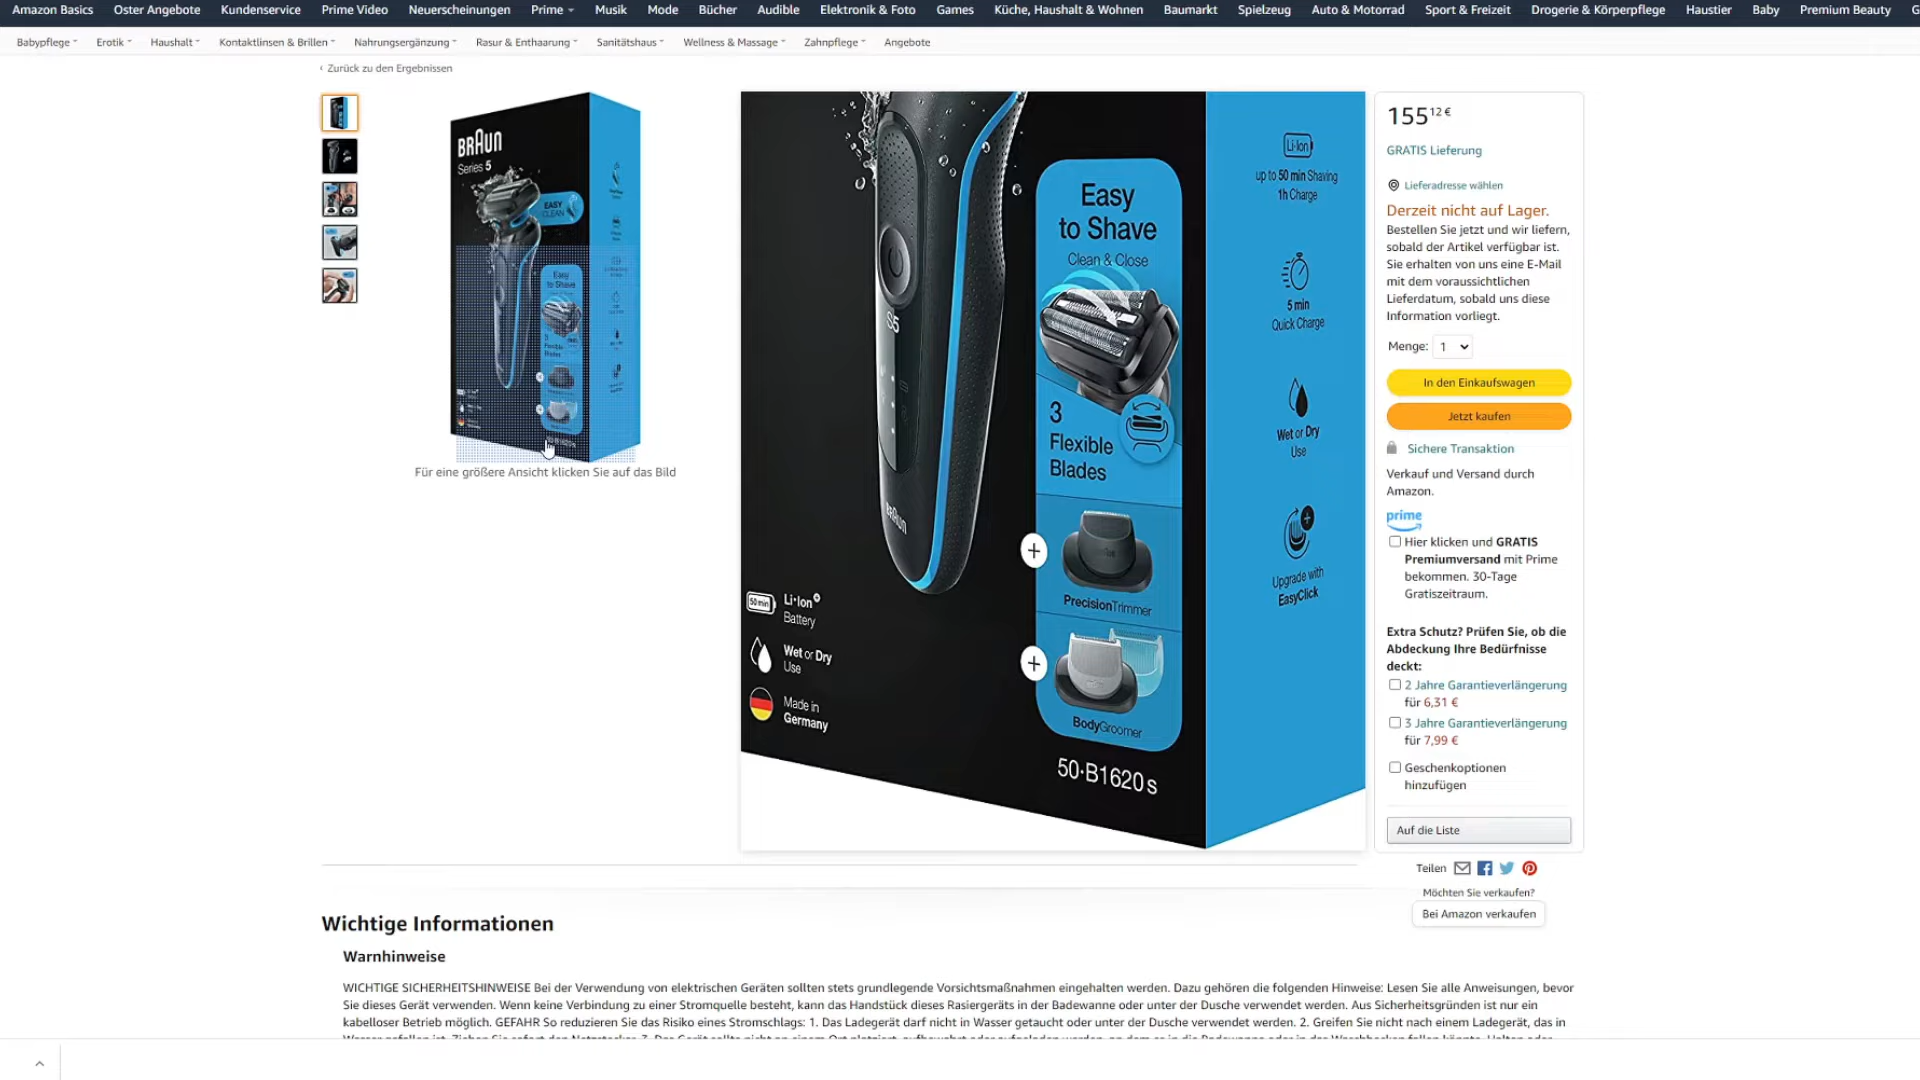 Amazon Basics Oster Angebote Kundenservice Prime Video Neuerscheinungen Prime Musik Mode Bücher Audible Elektronik & Foto Games Küche, Haushalt & Wohnen Baumarkt Spielzeug Auto & Motorrad Sport & Freizeit Drogerie & Körperpflege Haustier Baby Premium Beauty G
Babypflege Erotik Haushalt Kontaktlinsen & Brillen Nahrungsergänzung Rasur & Enthaarung Sanitätshaus Wellness & Massage Zahnpflege Angebote
‹ Zurück zu den Ergebnissen
BRAUN
Series 5
EASY
CLEAN
Easy
to Shave
3
Flexible
Blades
50-B1620s
Für eine größere Ansicht klicken Sie auf das Bild
S5
BRAUN
Li-Ion
Battery
50 min
Wet or Dry
Use
Made in
Germany
Easy
to Shave
Clean & Close
3
Flexible
Blades
+
PrecisionTrimmer
+
BodyGroomer
50-B1620s
Li-Ion
up to 50 min Shaving
1h Charge
5 min
Quick Charge
Wet or Dry
Use
Upgrade with
EasyClick
155 12 €
GRATIS Lieferung
Lieferadresse wählen
Derzeit nicht auf Lager.
Bestellen Sie jetzt und wir liefern,
sobald der Artikel verfügbar ist.
Sie erhalten von uns eine E-Mail
mit dem voraussichtlichen
Lieferdatum, sobald uns diese
Information vorliegt.
Menge: 1
In den Einkaufswagen
Jetzt kaufen
Sichere Transaktion
Verkauf und Versand durch
Amazon.
prime
Hier klicken und GRATIS
Premiumversand mit Prime
bekommen. 30-Tage
Gratiszeitraum.
Extra Schutz? Prüfen Sie, ob die
Abdeckung Ihre Bedürfnisse
deckt:
2 Jahre Garantieverlängerung
für 6,31 €
3 Jahre Garantieverlängerung
für 7,99 €
Geschenkoptionen
hinzufügen
Auf die Liste
Teilen
Möchten Sie verkaufen?
Bei Amazon verkaufen
Wichtige Informationen
Warnhinweise
WICHTIGE SICHERHEITSHINWEISE Bei der Verwendung von elektrischen Geräten sollten stets grundlegende Vorsichtsmaßnahmen eingehalten werden. Dazu gehören die folgenden Hinweise: Lesen Sie alle Anweisungen, bevor
Sie dieses Gerät verwenden. Wenn keine Verbindung zu einer Stromquelle besteht, kann das Handstück dieses Rasiergeräts in der Badewanne oder unter der Dusche verwendet werden. Aus Sicherheitsgründen ist nur ein
kabelloser Betrieb möglich. GEFAHR So reduzieren Sie das Risiko eines Stromschlags: 1. Das Ladegerät darf nicht in Wasser getaucht oder unter der Dusche verwendet werden. 2. Greifen Sie nicht nach einem Ladegerät, das in